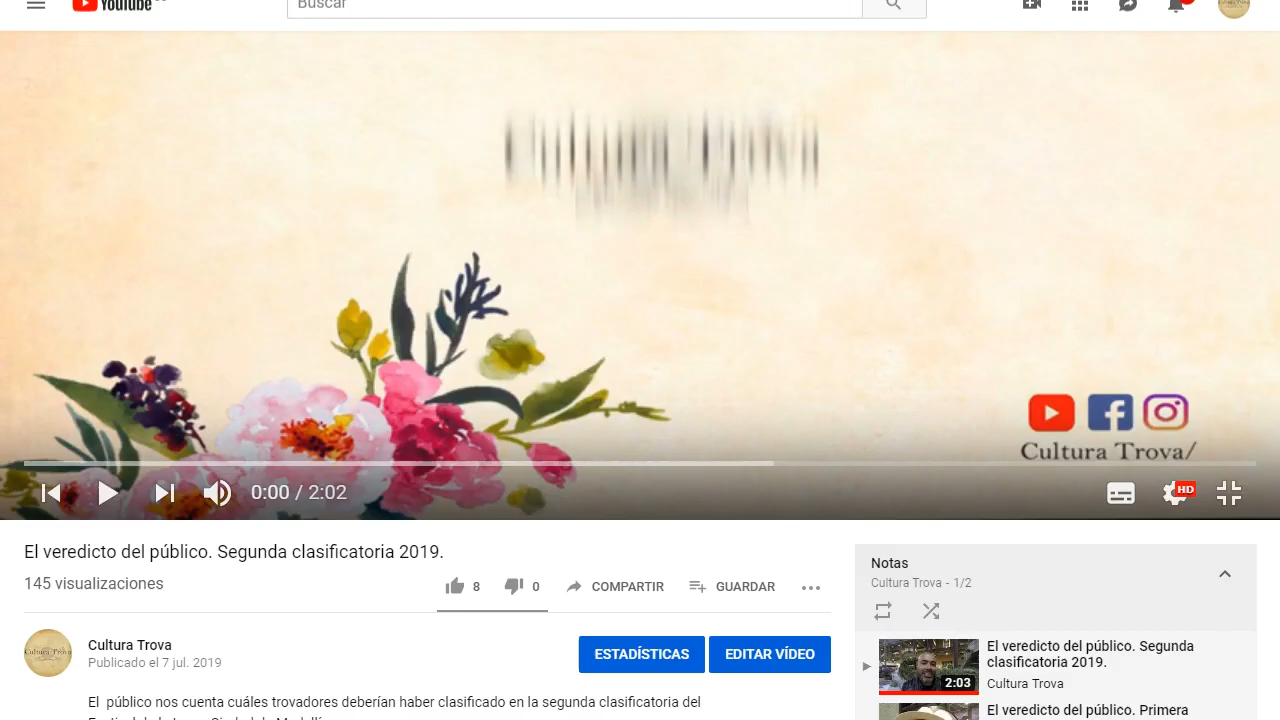 YouTube
Buscar
Cultura Trova/
0:00 / 2:02
HD
El veredicto del público. Segunda clasificatoria 2019.
145 visualizaciones
8
0
COMPARTIR
GUARDAR
Cultura Trova
Publicado el 7 jul. 2019
ESTADÍSTICAS
EDITAR VÍDEO
El público nos cuenta cuáles trovadores deberían haber clasificado en la segunda clasificatoria del
Notas
Cultura Trova - 1/2
2:03
El veredicto del público. Segunda
clasificatoria 2019.
Cultura Trova
El veredicto del público. Primera